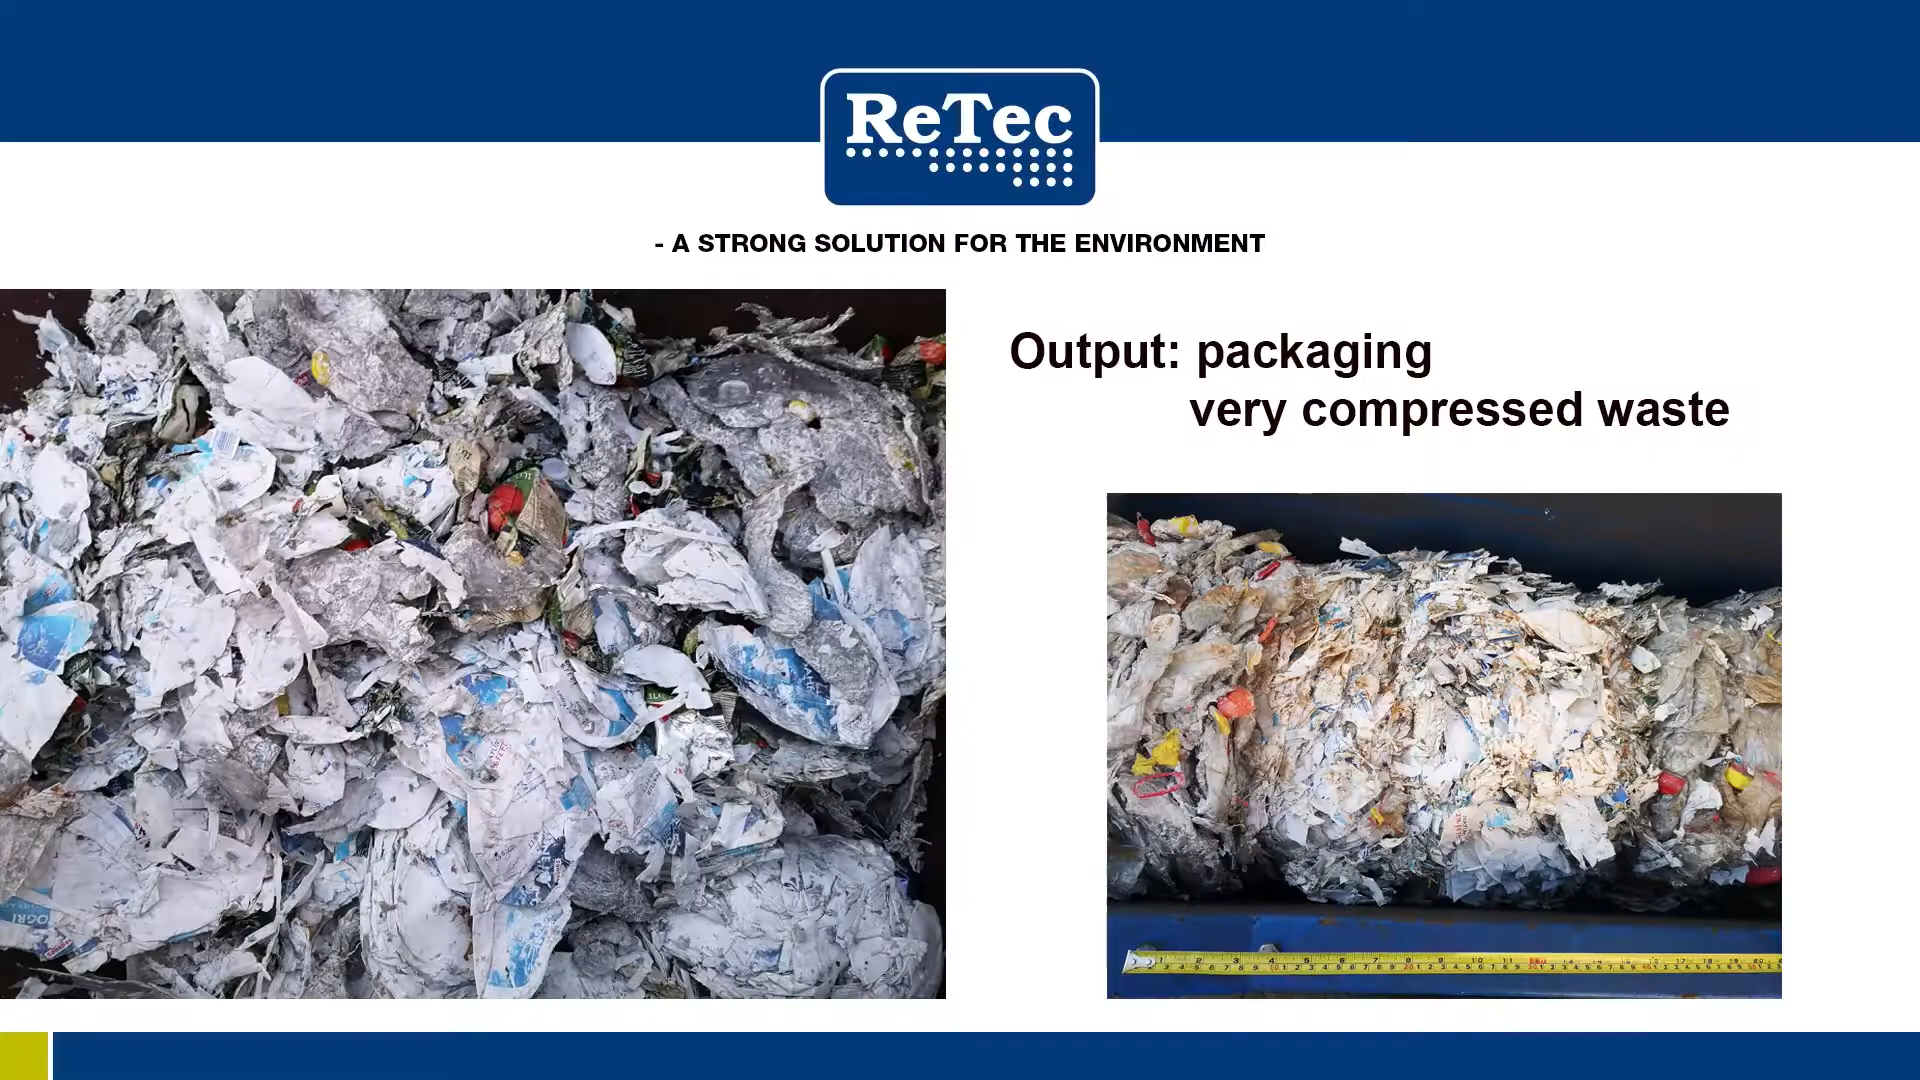 ReTec
- A STRONG SOLUTION FOR THE ENVIRONMENT
Output: packaging
very compressed waste